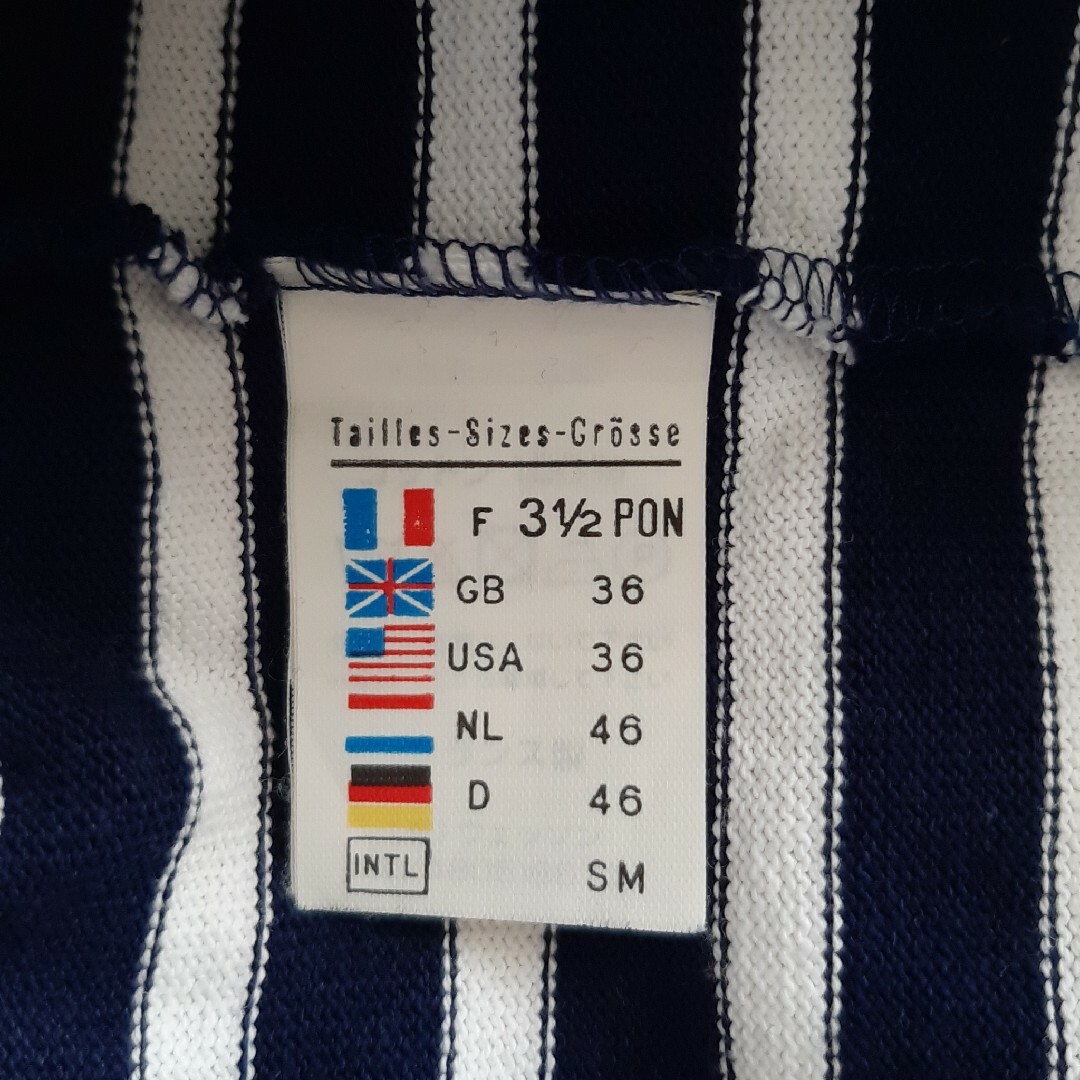 Tailles-Sizes-Grösse
F 3½ PON
GB 36
USA 36
NL 46
D 46
INTL SM